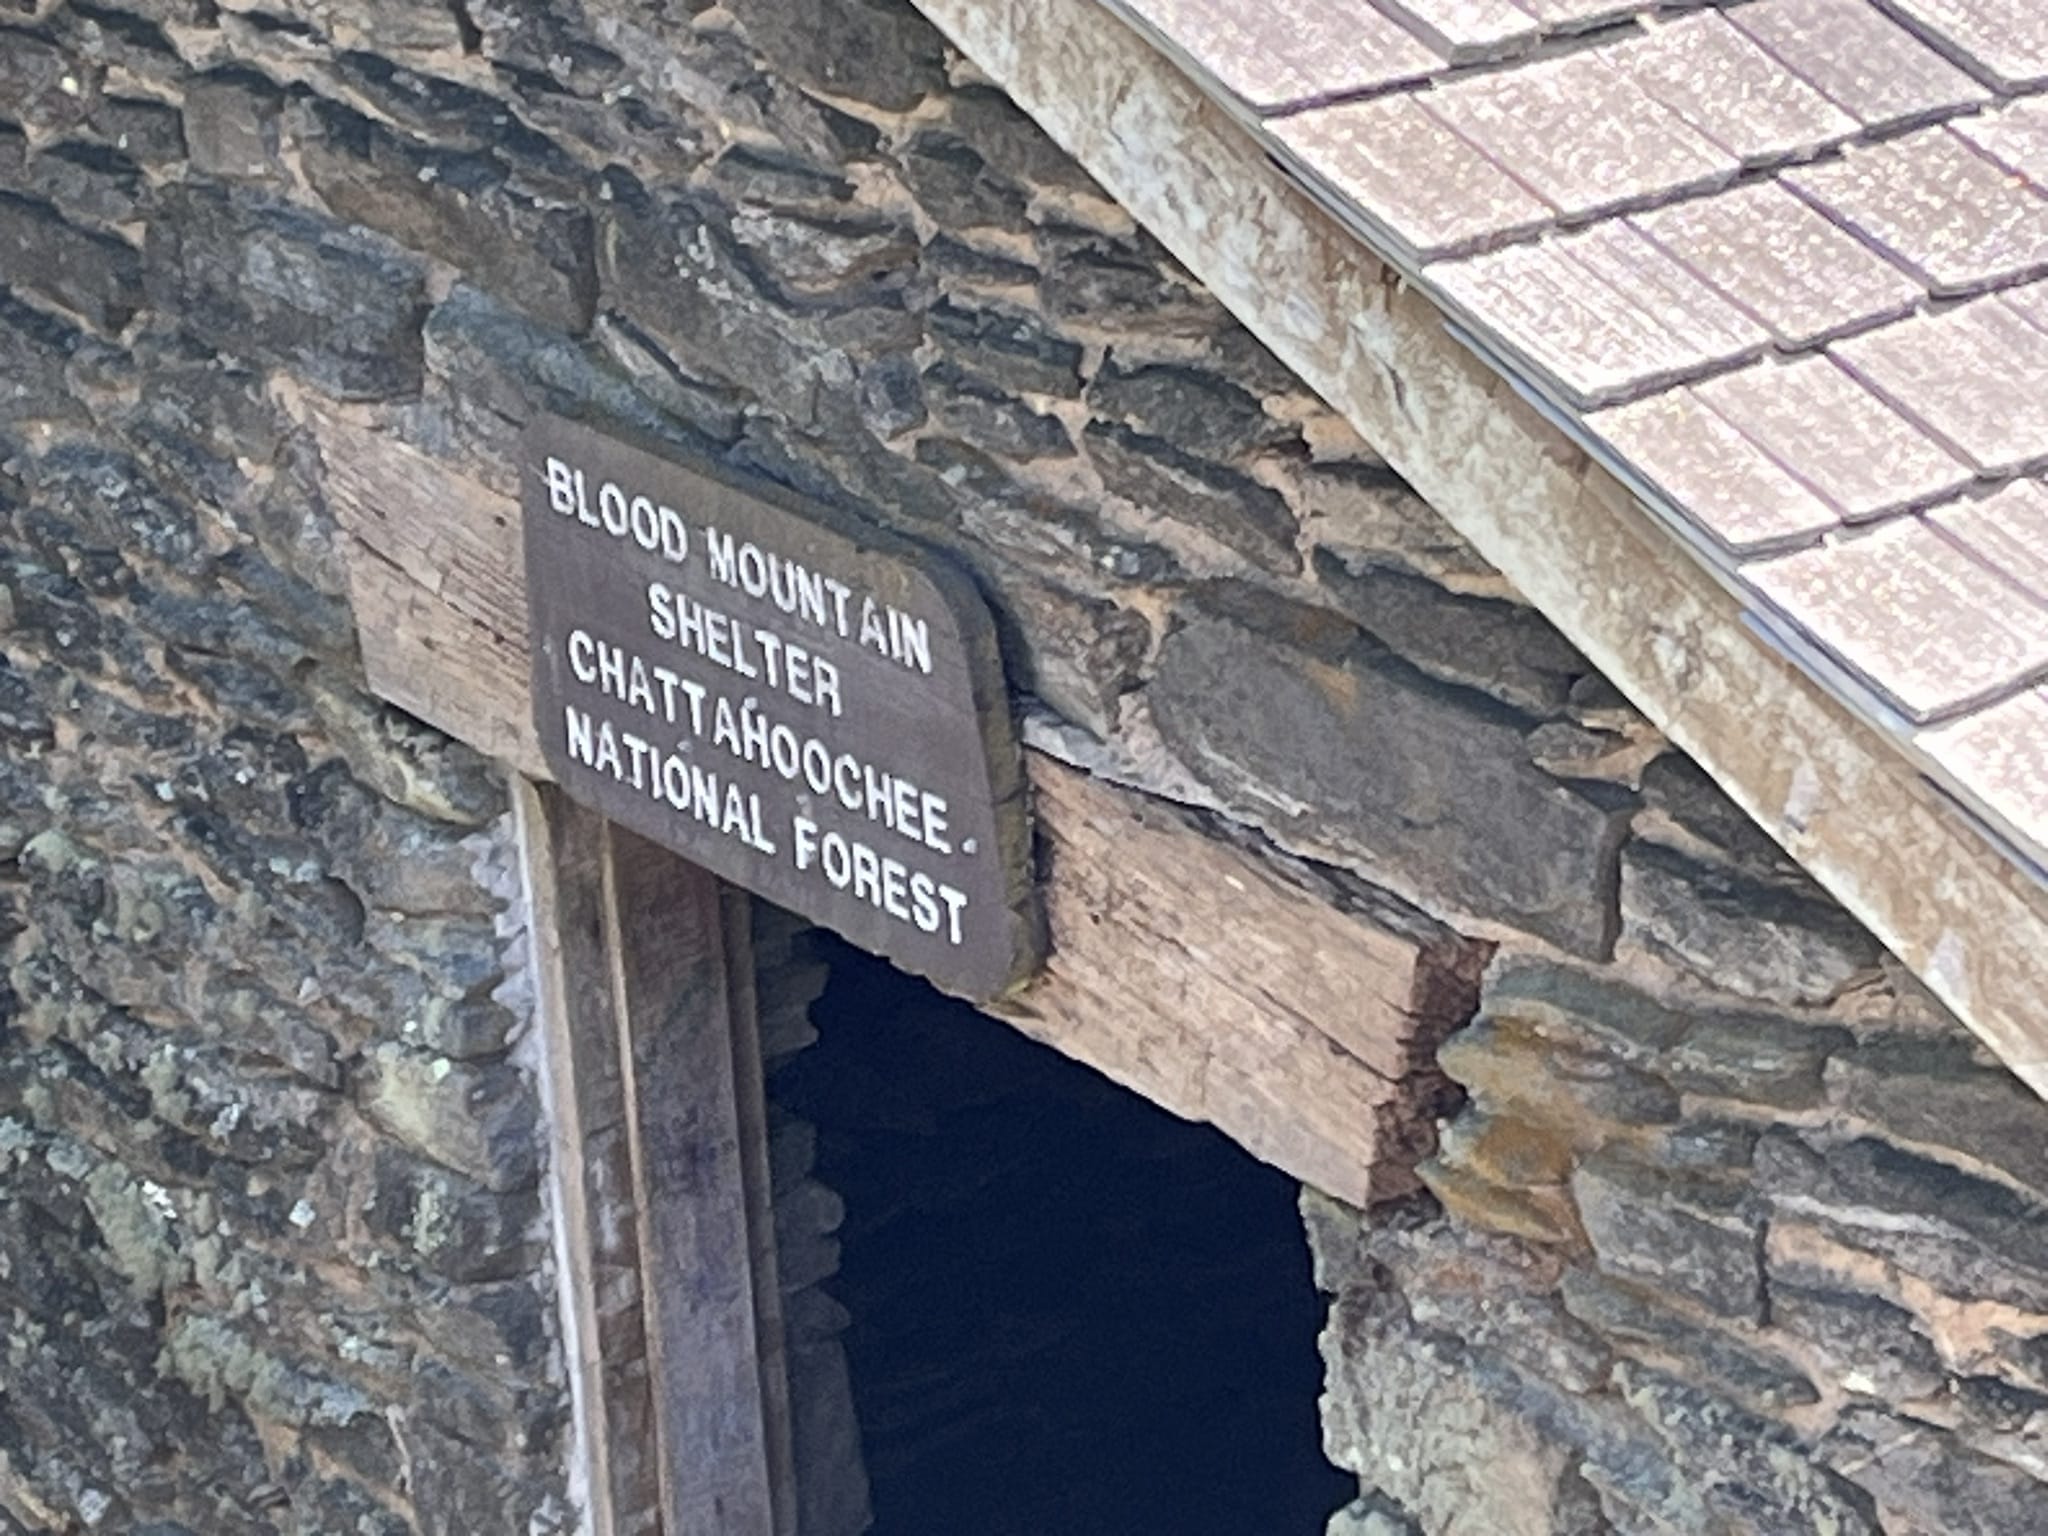 BLOOD MOUNTAIN
SHELTER
CHATTAHOOCHEE
NATIONAL FOREST